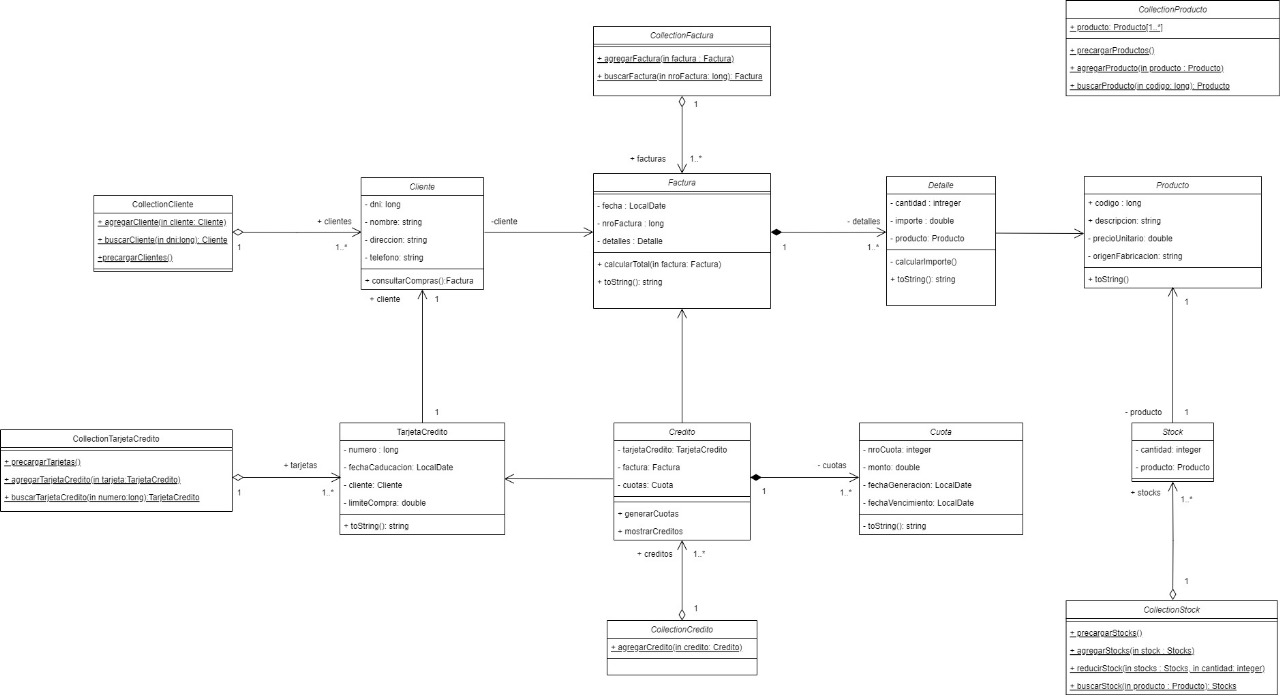 CollectionProducto
+ producto: Producto[1..*]
+ precargarProductos()
+ agregarProducto(in producto : Producto)
+ buscarProducto(in codigo: long): Producto
CollectionFactura
+ agregarFactura(in factura : Factura)
+ buscarFactura(in nroFactura: long): Factura
1
+ facturas
1..*
CollectionCliente
+ agregarCliente(in cliente: Cliente)
+ buscarCliente(in dni:long): Cliente
+precargarClientes()
+ clientes
1
1..*
Cliente
- dni: long
- nombre: string
- direccion: string
- telefono: string
+ consultarCompras():Factura
-cliente
+ cliente
1
Factura
- fecha : LocalDate
- nroFactura : long
- detalles : Detalle
+ calcularTotal(in factura: Factura)
+ toString(): string
- detalles
1
1..*
Detalle
- cantidad : intreger
- importe : double
- producto: Producto
- calcularImporte()
+ toString(): string
Producto
+ codigo : long
+ descripcion: string
- precioUnitario: double
- origenFabricacion: string
+ toString()
1
CollectionTarjetaCredito
+ precargarTarjetas()
+ agregarTarjetaCredito(in tarjeta:TarjetaCredito)
+ buscarTarjetaCredito(in numero:long):TarjetaCredito
+ tarjetas
1
1..*
1
TarjetaCredito
- numero : long
- fechaCaducacion: LocalDate
- cliente: Cliente
- limiteCompra: double
+ toString(): string
Credito
- tarjetaCredito: TarjetaCredito
- factura: Factura
- cuotas: Cuota
+ generarCuotas
+ mostrarCreditos
- cuotas
1
1..*
Cuota
- nroCuota: integer
- monto: double
- fechaGeneracion: LocalDate
- fechaVencimiento: LocalDate
- toString(): string
- producto
1
Stock
- cantidad: integer
- producto: Producto
+ stocks
1..*
+ creditos
1..*
1
CollectionCredito
+ agregarCredito(in credito: Credito)
1
CollectionStock
+ precargarStocks()
+ agregarStocks(in stock : Stocks)
+ reducirStock(in stocks : Stocks, in cantidad: integer)
+ buscarStock(in producto : Producto): Stocks